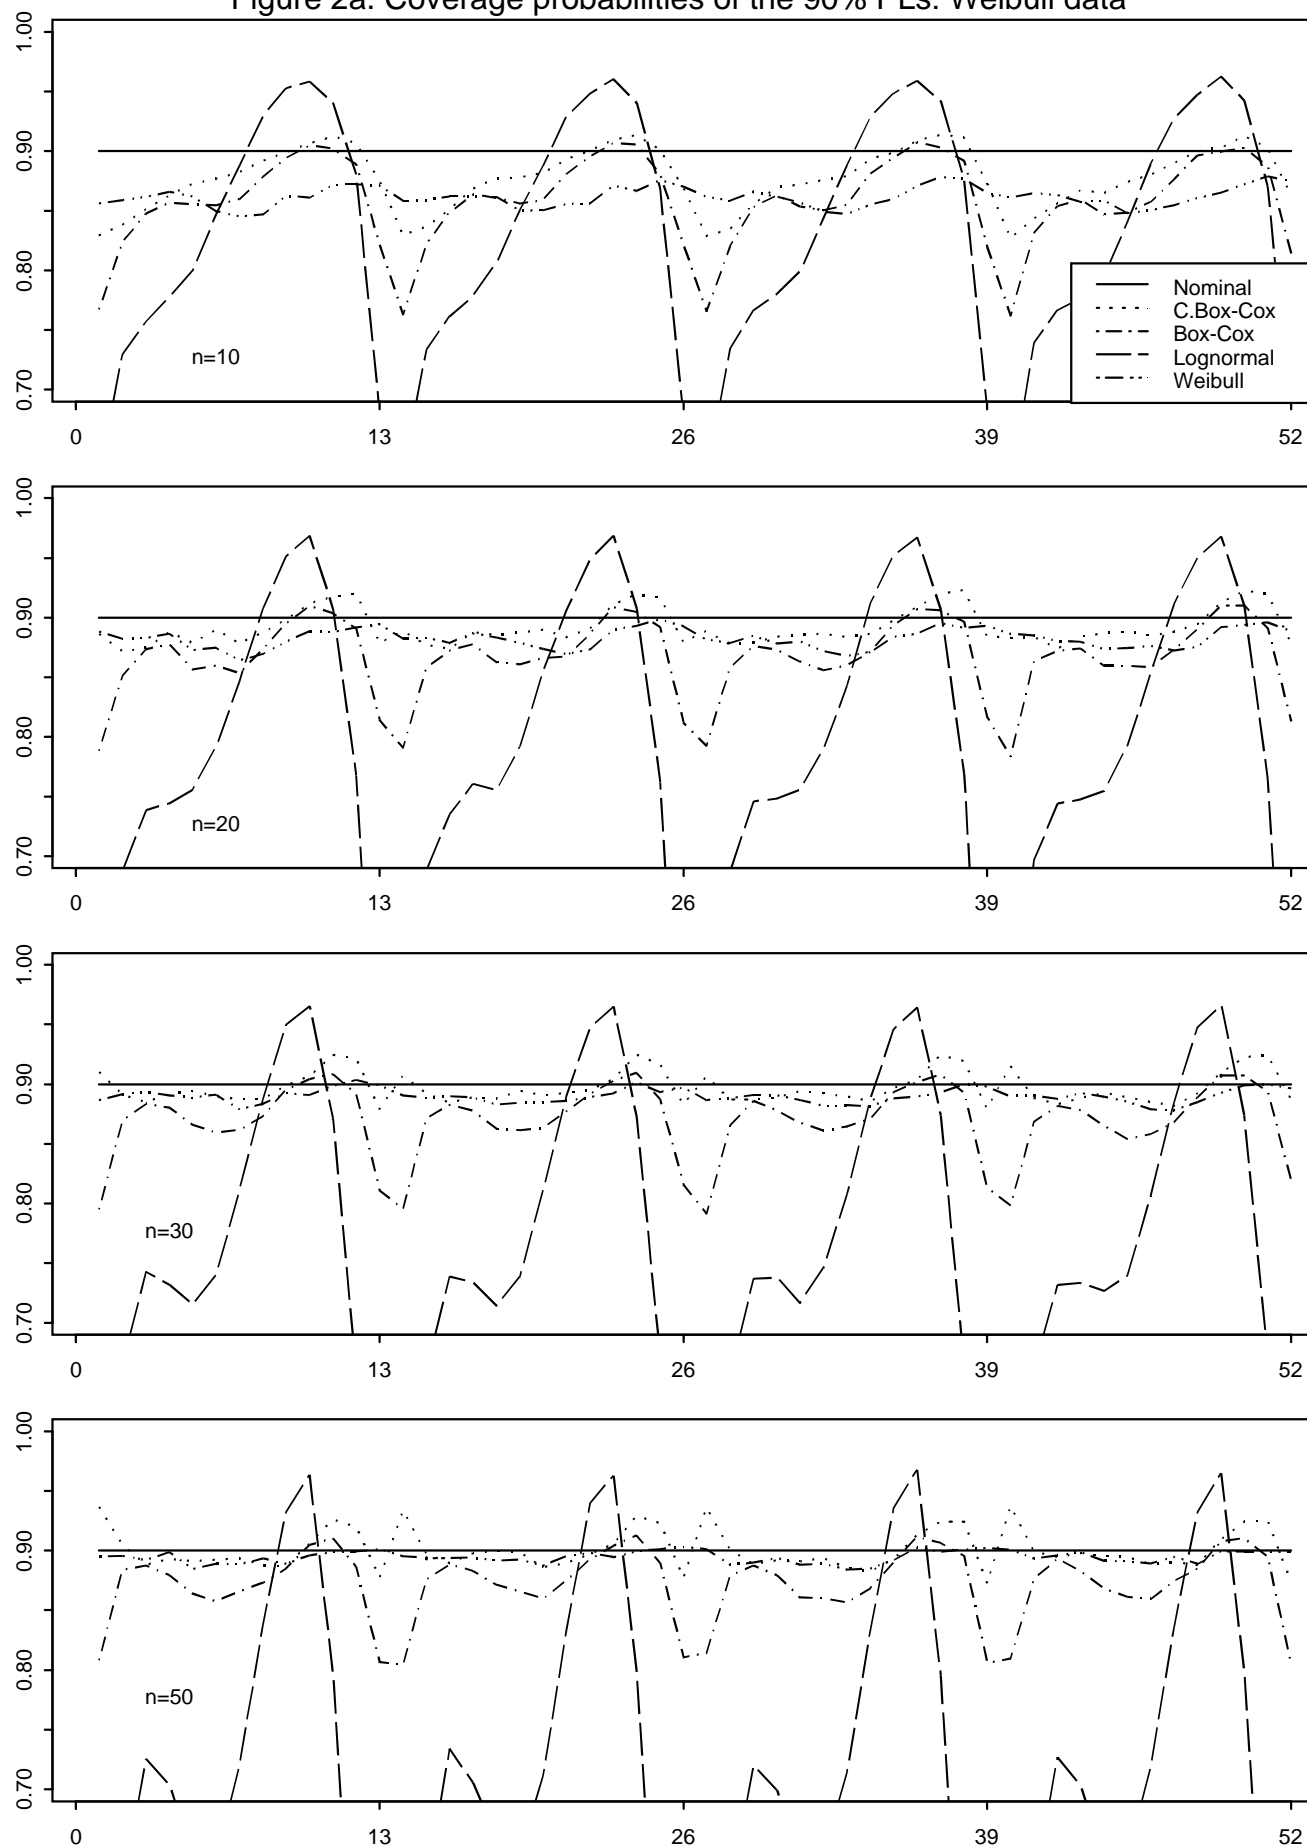 Figure 2a. Coverage probabilities of the 90% PLs: Weibull data
1.00
0.90
0.80
0.70
n=10
Nominal
C.Box-Cox
Box-Cox
Lognormal
Weibull
0 13 26 39 52
1.00
0.90
0.80
0.70
n=20
0 13 26 39 52
1.00
0.90
0.80
0.70
n=30
0 13 26 39 52
1.00
0.90
0.80
0.70
n=50
0 13 26 39 52